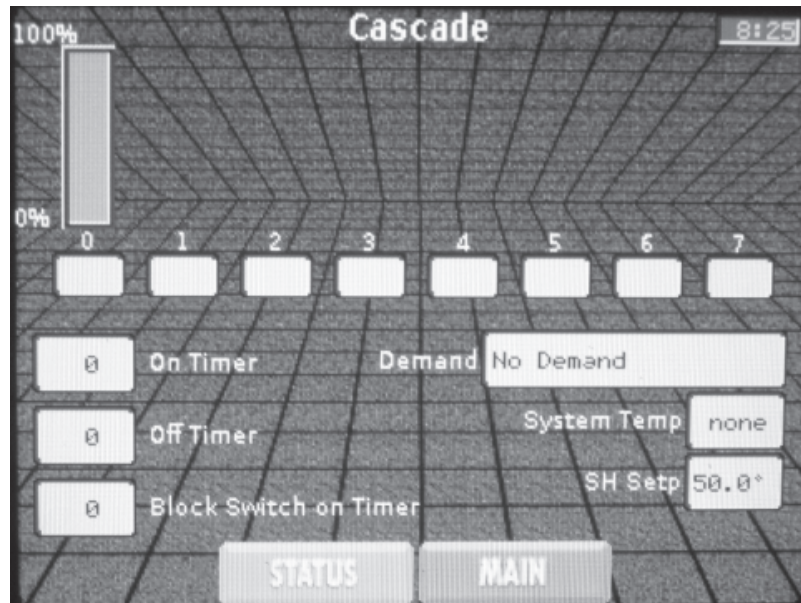 Cascade
8:25
100%
0%
0 1 2 3 4 5 6 7
0 On Timer
Demand No Demand
0 Off Timer
System Temp none
SH Setp 50.0°
0 Block Switch on Timer
STATUS MAIN